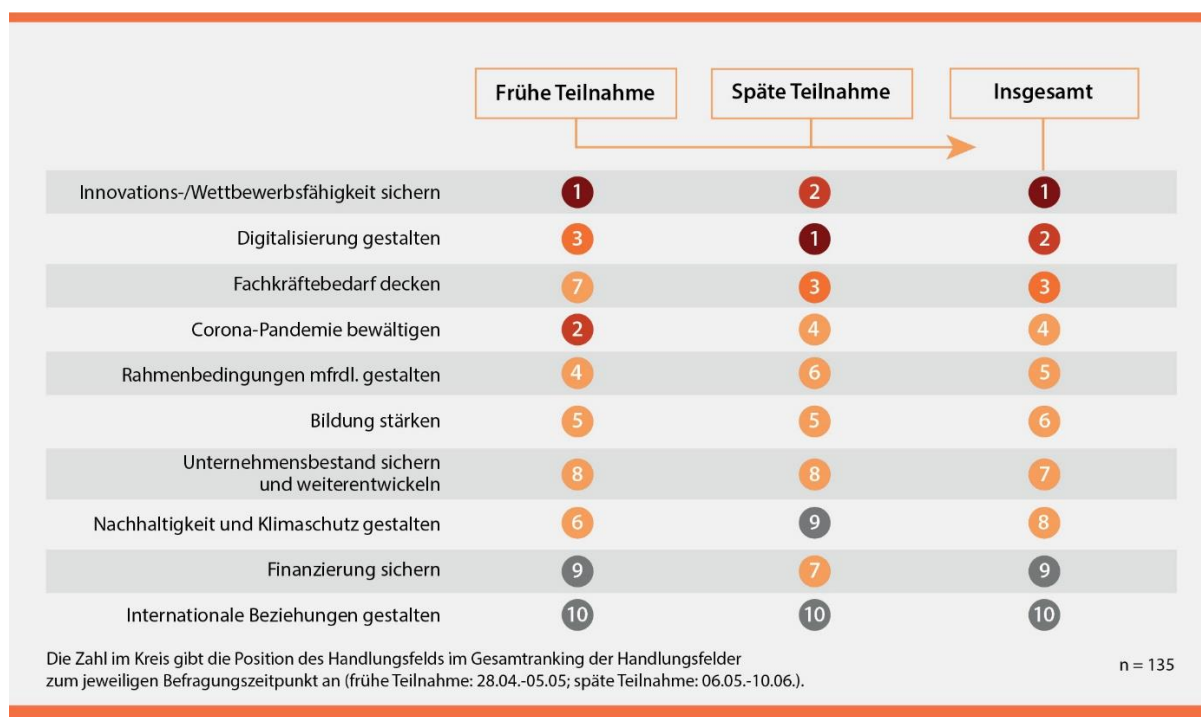 Frühe Teilnahme Späte Teilnahme Insgesamt
Innovations-/Wettbewerbsfähigkeit sichern 1 2 1
Digitalisierung gestalten 3 1 2
Fachkräftebedarf decken 7 3 3
Corona-Pandemie bewältigen 2 4 4
Rahmenbedingungen mfrdl. gestalten 4 6 5
Bildung stärken 5 5 6
Unternehmensbestand sichern
und weiterentwickeln 8 8 7
Nachhaltigkeit und Klimaschutz gestalten 6 9 8
Finanzierung sichern 9 7 9
Internationale Beziehungen gestalten 10 10 10
Die Zahl im Kreis gibt die Position des Handlungsfelds im Gesamtranking der Handlungsfelder
zum jeweiligen Befragungszeitpunkt an (frühe Teilnahme: 28.04.-05.05; späte Teilnahme: 06.05.-10.06.).
n = 135